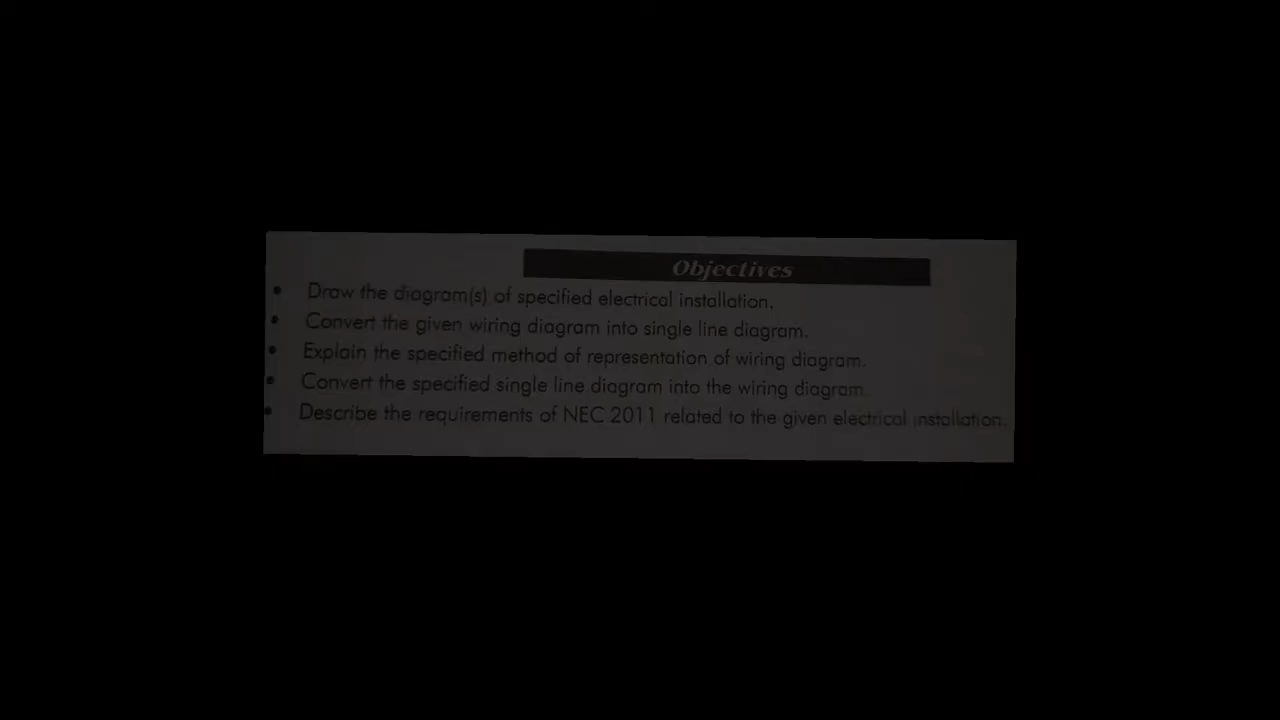 Objectives
• Draw the diagram(s) of specified electrical installation.
• Convert the given wiring diagram into single line diagram.
• Explain the specified method of representation of wiring diagram.
• Convert the specified single line diagram into the wiring diagram.
• Describe the requirements of NEC 2011 related to the given electrical installation.